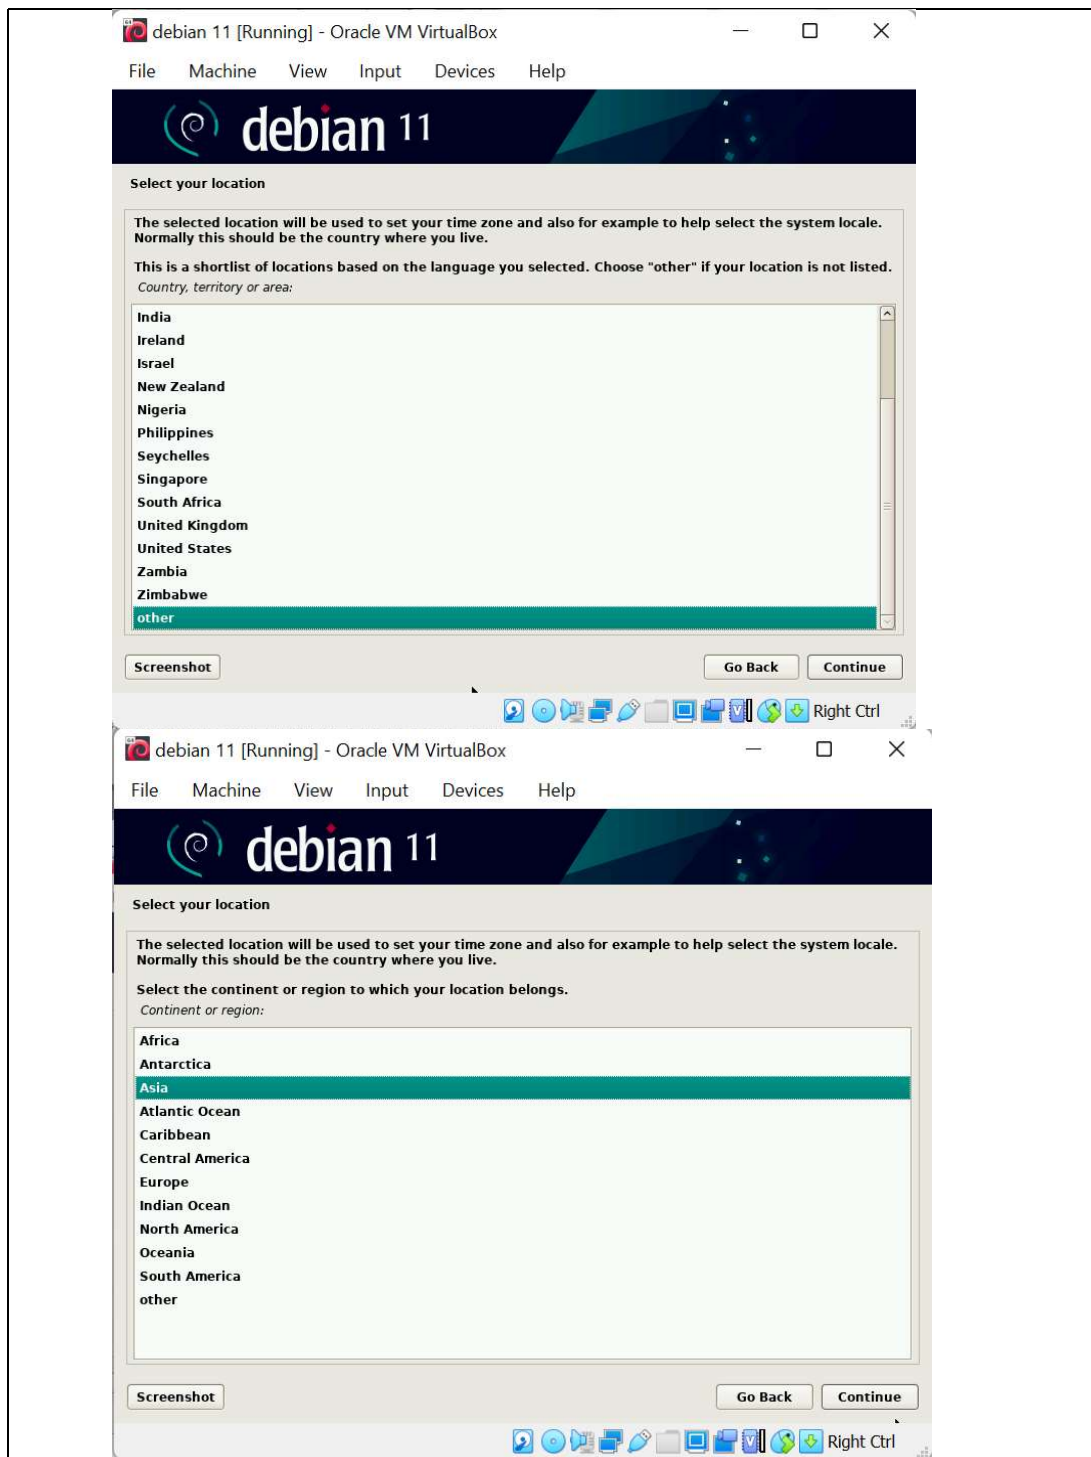 debian 11 [Running] - Oracle VM VirtualBox
File Machine View Input Devices Help
debian 11
Select your location
The selected location will be used to set your time zone and also for example to help select the system locale.
Normally this should be the country where you live.
This is a shortlist of locations based on the language you selected. Choose "other" if your location is not listed.
Country, territory or area:
India
Ireland
Israel
New Zealand
Nigeria
Philippines
Seychelles
Singapore
South Africa
United Kingdom
United States
Zambia
Zimbabwe
other
Screenshot Go Back Continue
Right Ctrl
debian 11 [Running] - Oracle VM VirtualBox
File Machine View Input Devices Help
debian 11
Select your location
The selected location will be used to set your time zone and also for example to help select the system locale.
Normally this should be the country where you live.
Select the continent or region to which your location belongs.
Continent or region:
Africa
Antarctica
Asia
Atlantic Ocean
Caribbean
Central America
Europe
Indian Ocean
North America
Oceania
South America
other
Screenshot Go Back Continue
Right Ctrl